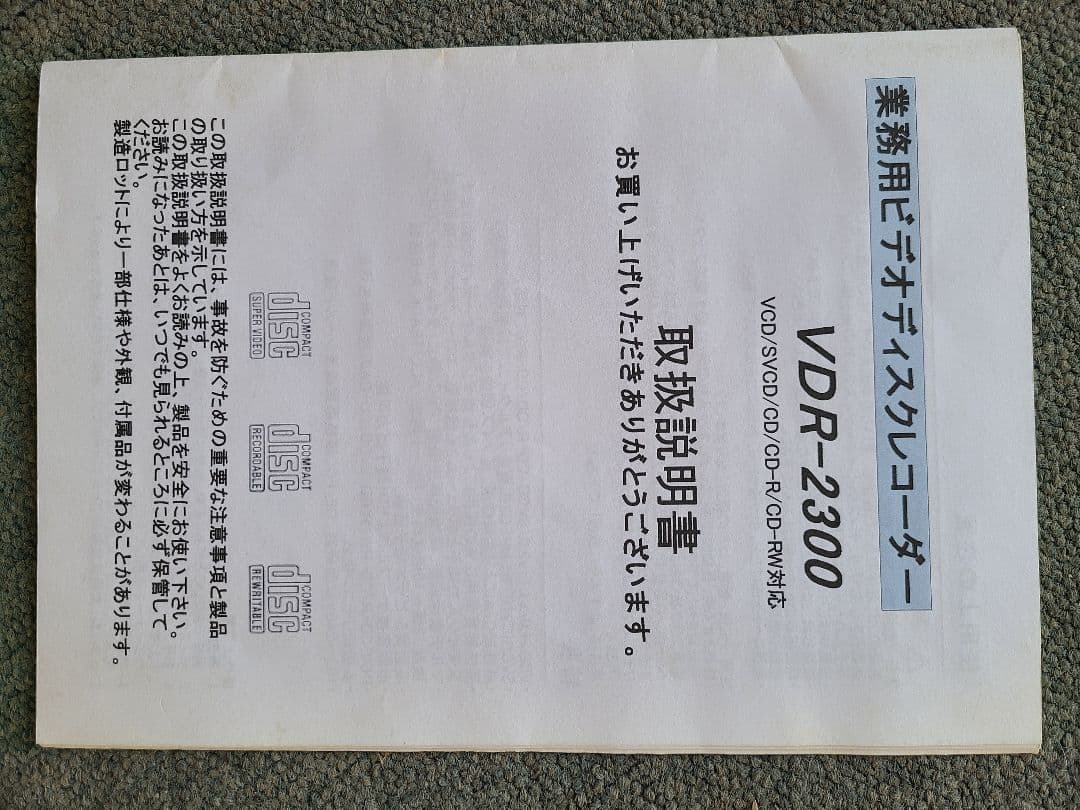 業務用ビデオディスクレコーダー
VDR-2300
VCD/SVCD/CD/CD-R/CD-RW対応
取扱説明書
お買い上げいただきありがとうございます。
COMPACT
disc
SUPER VIDEO
COMPACT
disc
RECORDABLE
COMPACT
disc
REWRITABLE
この取扱説明書には、事故を防ぐための重要な注意事項と製品
の取り扱い方を示しています。
この取扱説明書をよくお読みの上、製品を安全にお使い下さい。
お読みになったあとは、いつでも見られるところに必ず保管して
ください。
製造ロットにより一部仕様や外観、付属品が変わることがあります。